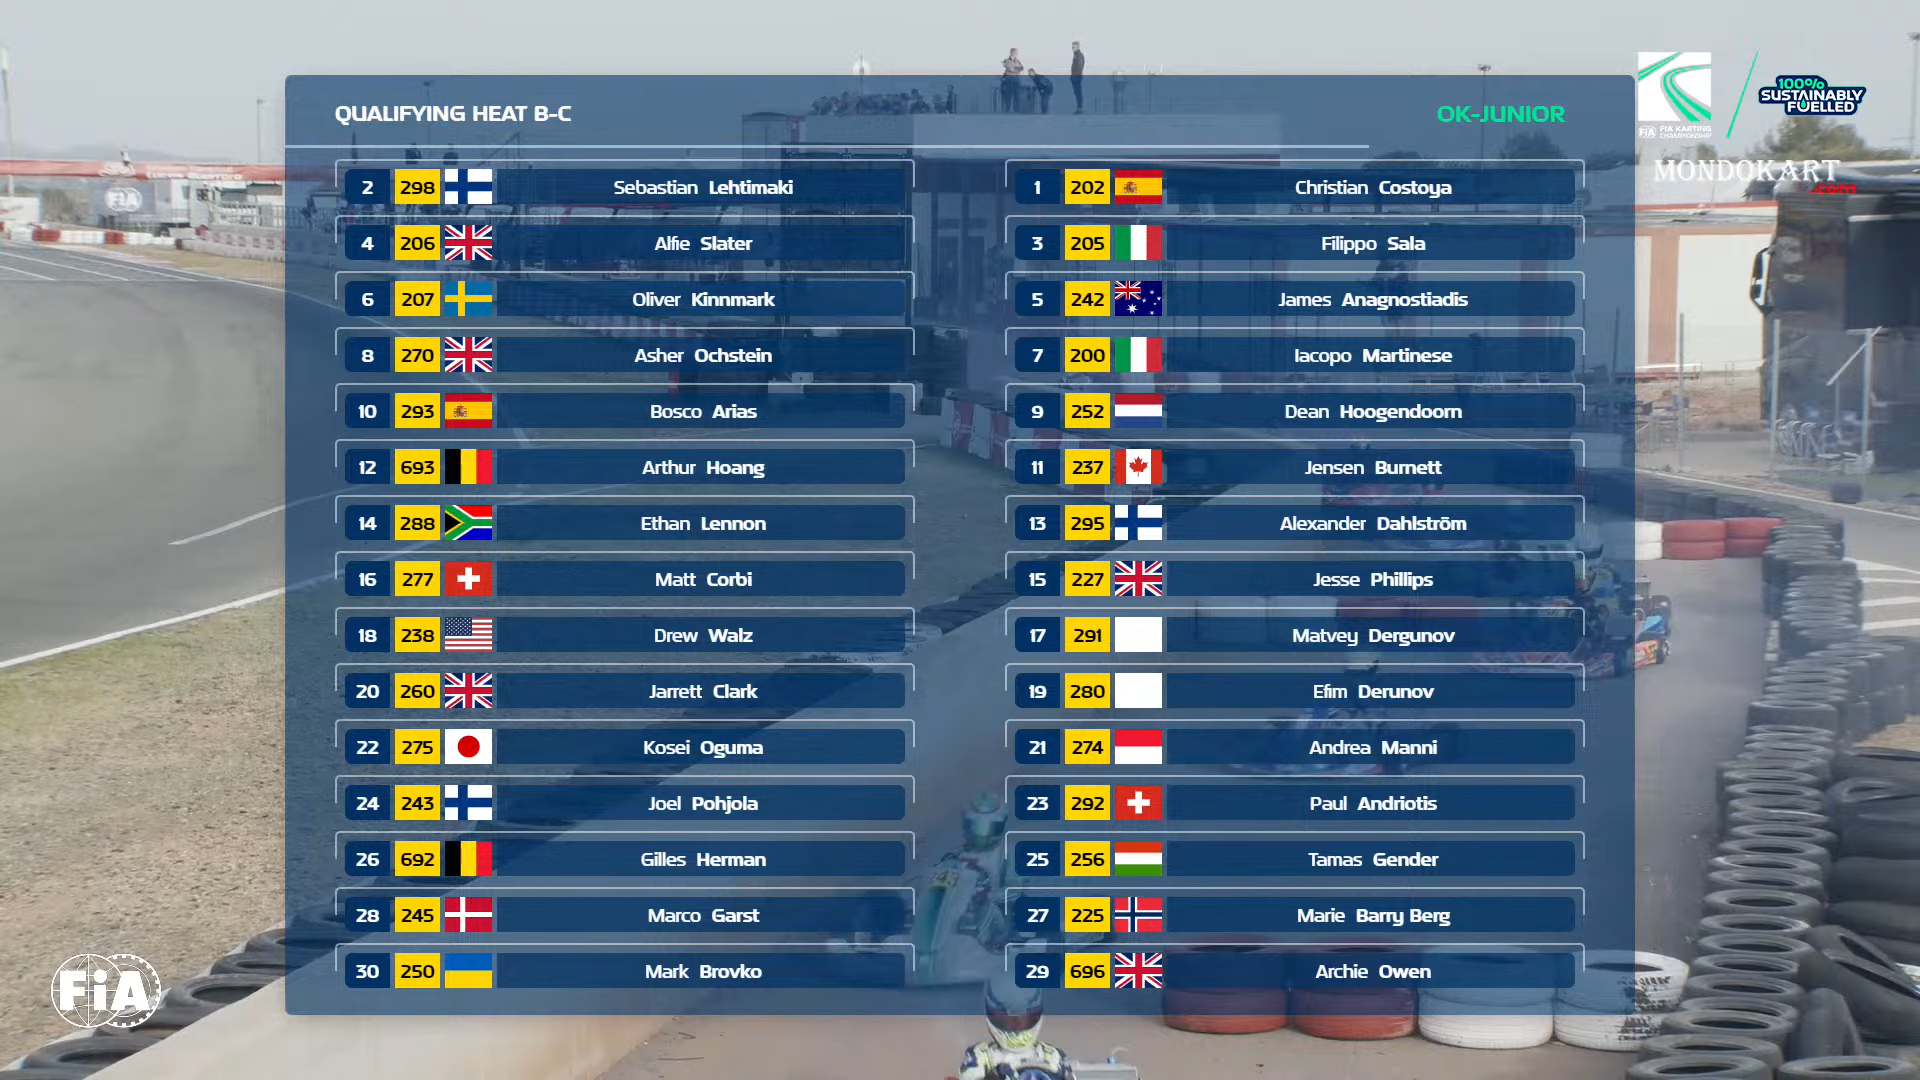 QUALIFYING HEAT B-C
OK-JUNIOR
2 298 Sebastian Lehtimaki
1 202 Christian Costoya
4 206 Alfie Slater
3 205 Filippo Sala
6 207 Oliver Kinnmark
5 242 James Anagnostiadis
8 270 Asher Ochstein
7 200 Iacopo Martinese
10 293 Bosco Arias
9 252 Dean Hoogendoorn
12 693 Arthur Hoang
11 237 Jensen Burnett
14 288 Ethan Lennon
13 295 Alexander Dahlström
16 277 Matt Corbi
15 227 Jesse Phillips
18 238 Drew Walz
17 291 Matvey Dergunov
20 260 Jarrett Clark
19 280 Efim Derunov
22 275 Kosei Oguma
21 274 Andrea Manni
24 243 Joel Pohjola
23 292 Paul Andriotis
26 692 Gilles Herman
25 256 Tamas Gender
28 245 Marco Garst
27 225 Marie Barry Berg
30 250 Mark Brovko
29 696 Archie Owen
FIA KARTING
CHAMPIONSHIP
100%
SUSTAINABLY
FUELLED
MONDOKART
.com
FiA